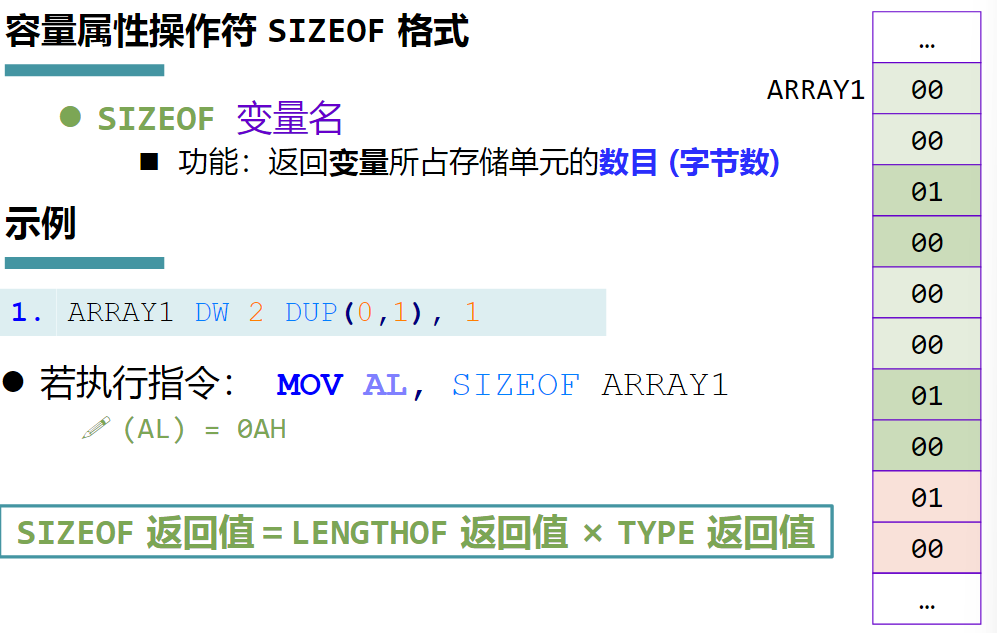 容量属性操作符 SIZEOF 格式
SIZEOF 变量名
功能：返回变量所占存储单元的数目 (字节数)
示例
1. ARRAY1 DW 2 DUP(0,1), 1
若执行指令： MOV AL, SIZEOF ARRAY1
(AL) = 0AH
SIZEOF 返回值 = LENGTHOF 返回值 × TYPE 返回值
…
ARRAY1 00
00
01
00
00
00
01
00
01
00
…